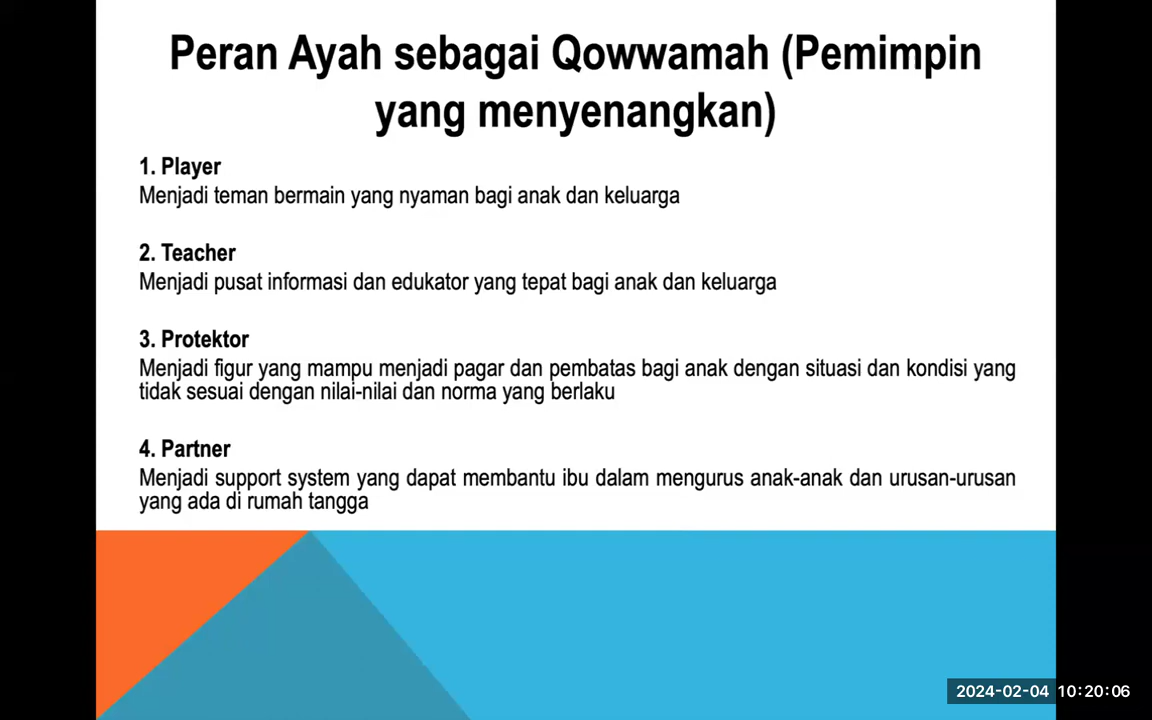 Peran Ayah sebagai Qowwamah (Pemimpin
yang menyenangkan)
1. Player
Menjadi teman bermain yang nyaman bagi anak dan keluarga
2. Teacher
Menjadi pusat informasi dan edukator yang tepat bagi anak dan keluarga
3. Protektor
Menjadi figur yang mampu menjadi pagar dan pembatas bagi anak dengan situasi dan kondisi yang
tidak sesuai dengan nilai-nilai dan norma yang berlaku
4. Partner
Menjadi support system yang dapat membantu ibu dalam mengurus anak-anak dan urusan-urusan
yang ada di rumah tangga
2024-02-04 10:20:06